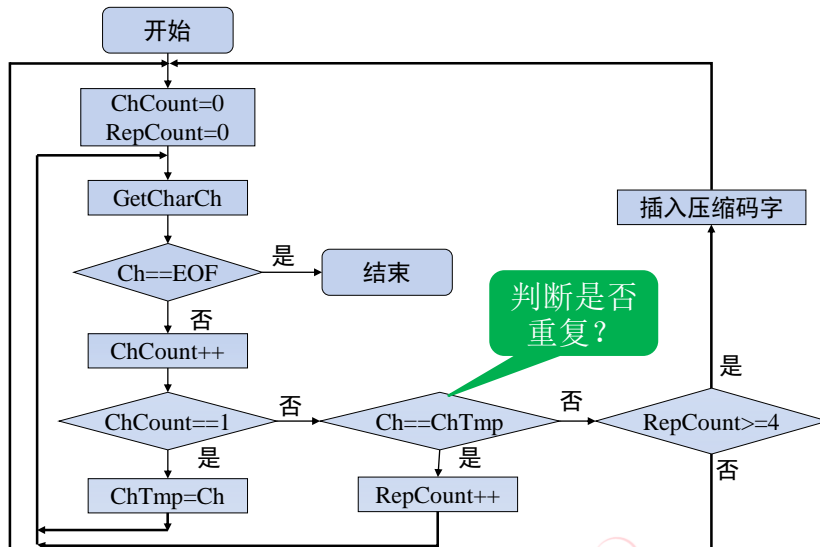 开始
ChCount=0
RepCount=0
GetCharCh
插入压缩码字
Ch==EOF
是
结束
判断是否
重复？
否
ChCount++
是
ChCount==1
否
Ch==ChTmp
否
RepCount>=4
是
是
否
ChTmp=Ch
RepCount++